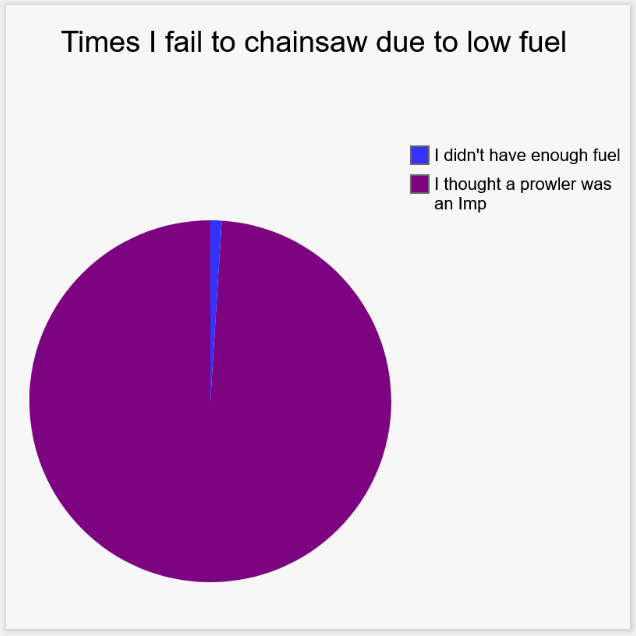 Times I fail to chainsaw due to low fuel
I didn't have enough fuel
I thought a prowler was
an Imp